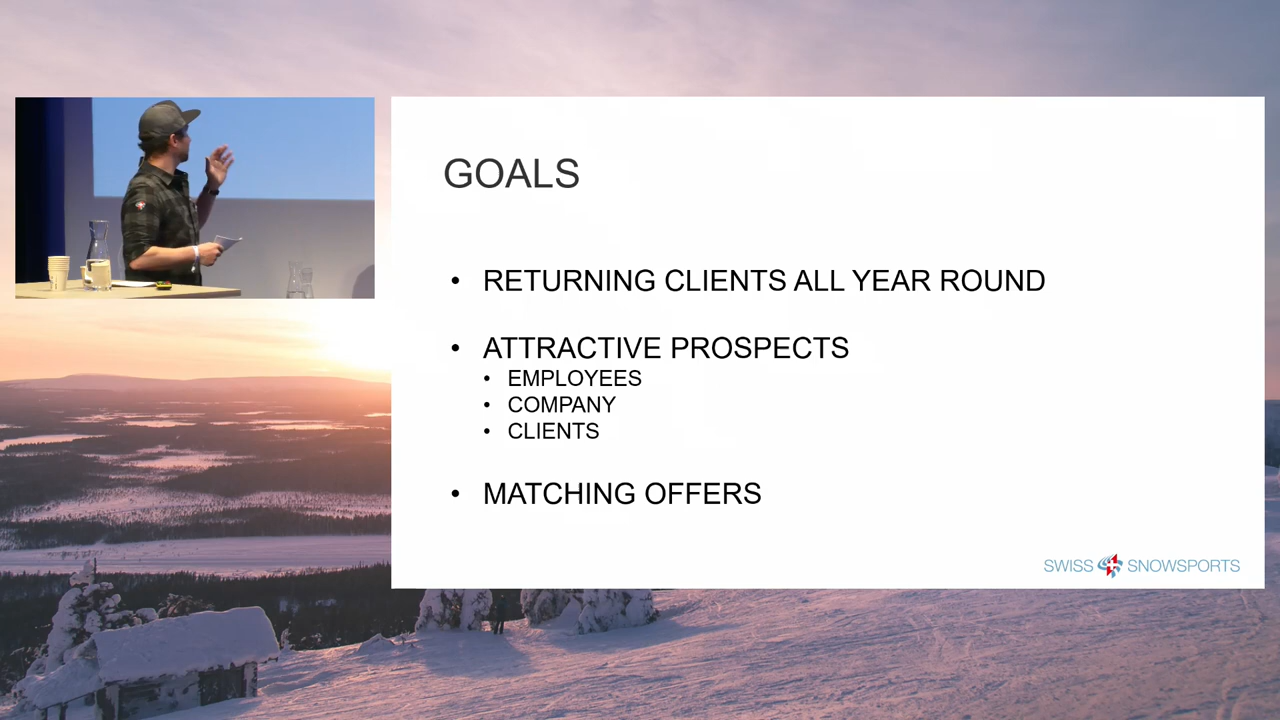 GOALS
• RETURNING CLIENTS ALL YEAR ROUND
• ATTRACTIVE PROSPECTS
• EMPLOYEES
• COMPANY
• CLIENTS
• MATCHING OFFERS
SWISS SNOWSPORTS